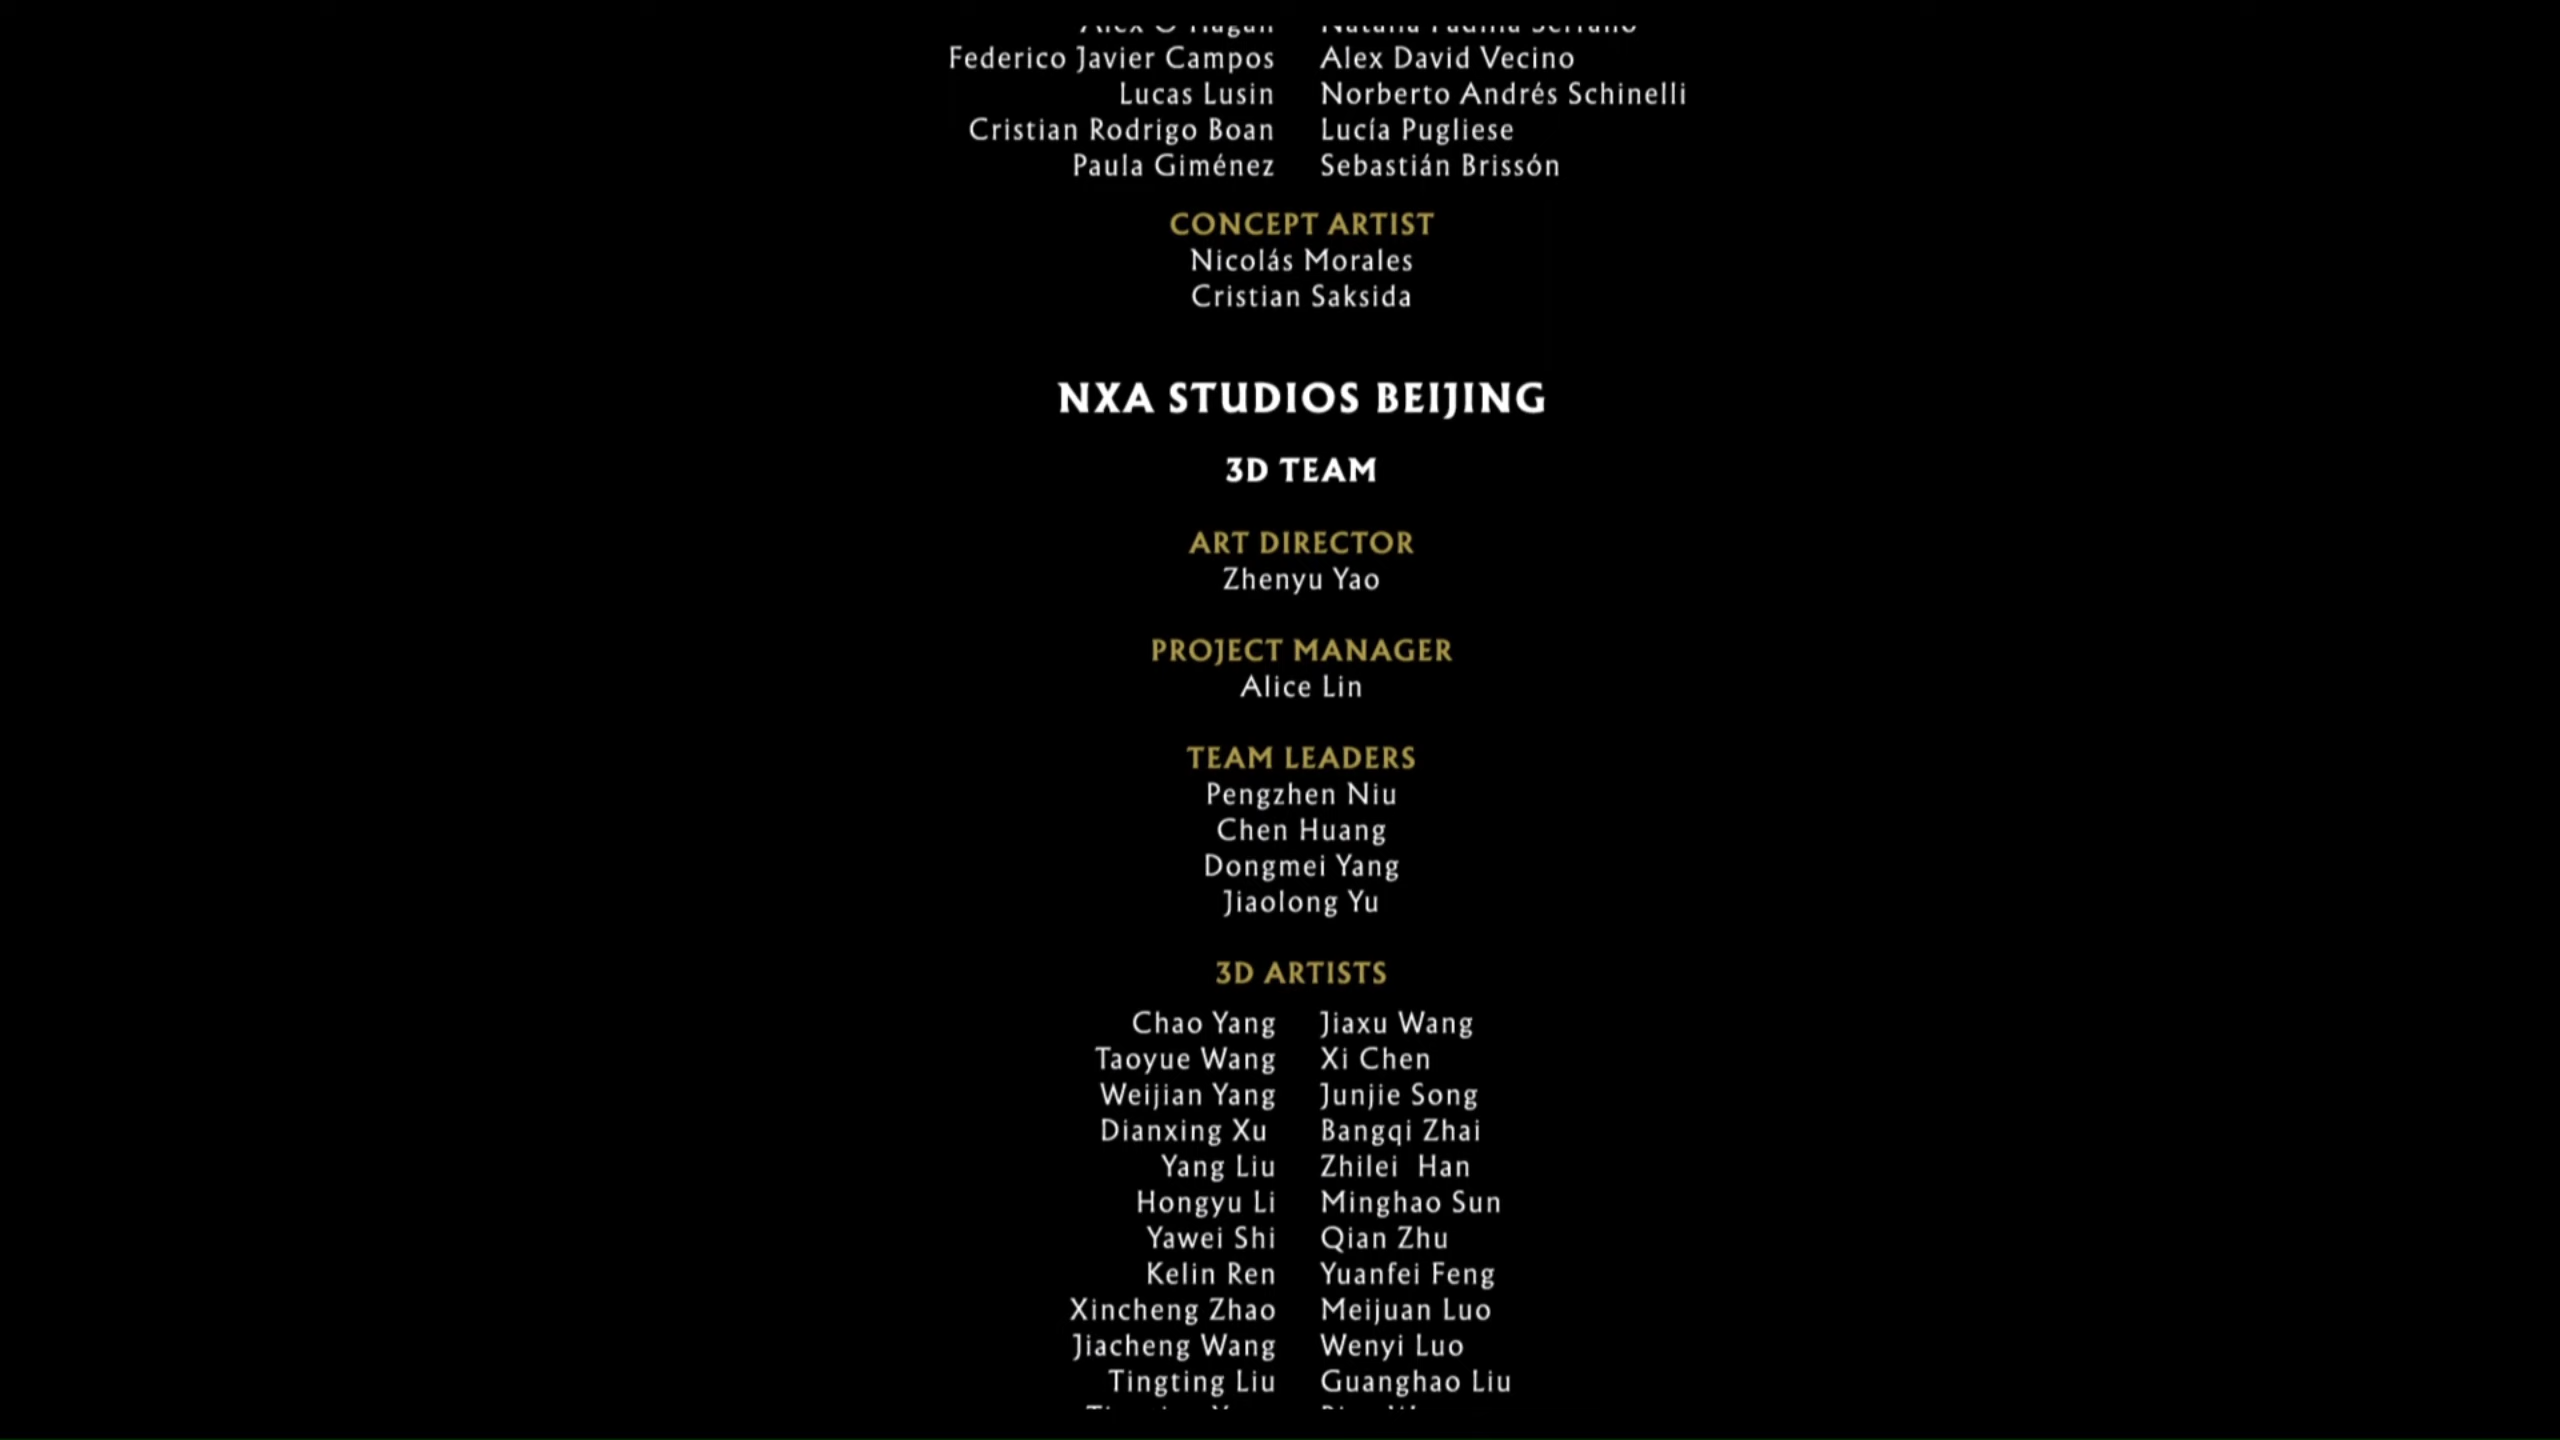 Federico Javier Campos Alex David Vecino
Lucas Lusin Norberto Andrés Schinelli
Cristian Rodrigo Boan Lucía Pugliese
Paula Giménez Sebastián Brissón
CONCEPT ARTIST
Nicolás Morales
Cristian Saksida
NXA STUDIOS BEIJING
3D TEAM
ART DIRECTOR
Zhenyu Yao
PROJECT MANAGER
Alice Lin
TEAM LEADERS
Pengzhen Niu
Chen Huang
Dongmei Yang
Jiaolong Yu
3D ARTISTS
Chao Yang Jiaxu Wang
Taoyue Wang Xi Chen
Weijian Yang Junjie Song
Dianxing Xu Bangqi Zhai
Yang Liu Zhilei  Han
Hongyu Li Minghao Sun
Yawei Shi Qian Zhu
Kelin Ren Yuanfei Feng
Xincheng Zhao Meijuan Luo
Jiacheng Wang Wenyi Luo
Tingting Liu Guanghao Liu